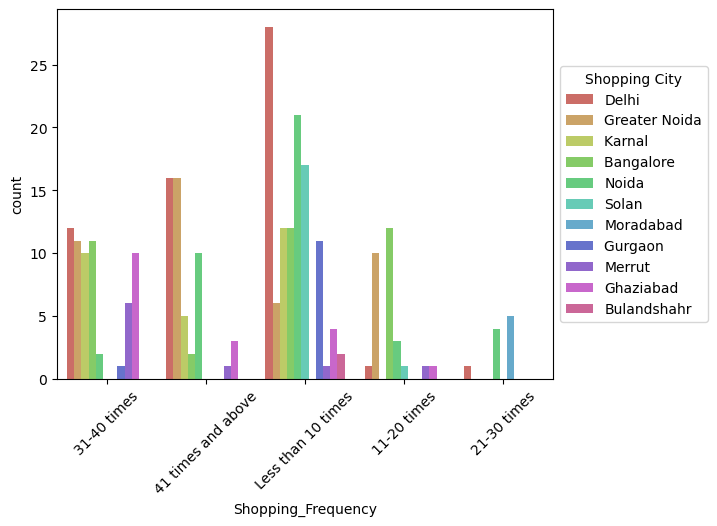 count
0
5
10
15
20
25
31-40 times
41 times and above
Less than 10 times
11-20 times
21-30 times
Shopping_Frequency
Shopping City
Delhi
Greater Noida
Karnal
Bangalore
Noida
Solan
Moradabad
Gurgaon
Merrut
Ghaziabad
Bulandshahr